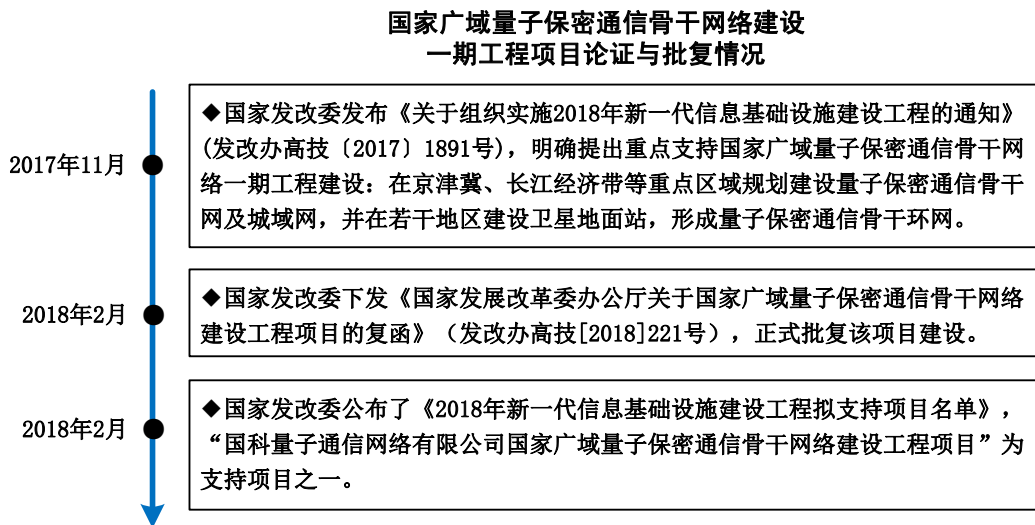 国家广域量子保密通信骨干网络建设
一期工程项目论证与批复情况
2017年11月
◆国家发改委发布《关于组织实施2018年新一代信息基础设施建设工程的通知》
(发改办高技〔2017〕1891号)，明确提出重点支持国家广域量子保密通信骨干网
络一期工程建设：在京津冀、长江经济带等重点区域规划建设量子保密通信骨干
网及城域网，并在若干地区建设卫星地面站，形成量子保密通信骨干环网。
2018年2月
◆国家发改委下发《国家发展改革委办公厅关于国家广域量子保密通信骨干网络
建设工程项目的复函》（发改办高技[2018]221号），正式批复该项目建设。
2018年2月
◆国家发改委公布了《2018年新一代信息基础设施建设工程拟支持项目名单》，
“国科量子通信网络有限公司国家广域量子保密通信骨干网络建设工程项目”为
支持项目之一。